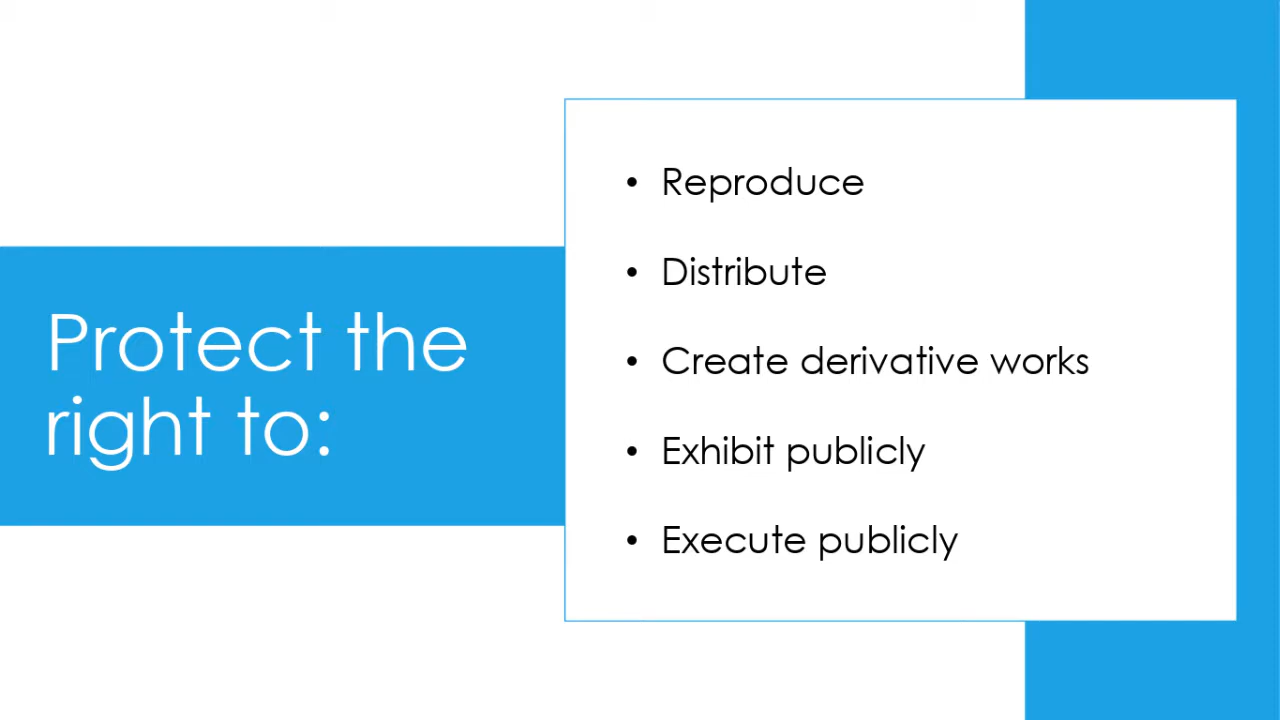 Protect the
right to:
• Reproduce
• Distribute
• Create derivative works
• Exhibit publicly
• Execute publicly